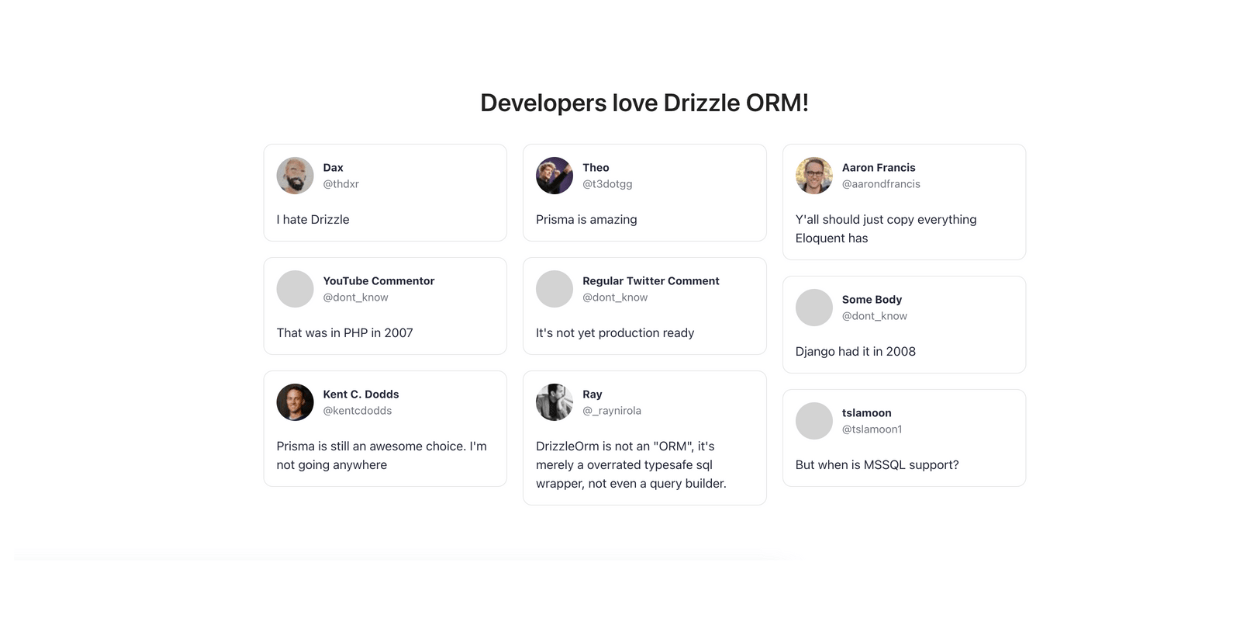 Developers love Drizzle ORM!
Dax
@thdxr
I hate Drizzle
Theo
@t3dotgg
Prisma is amazing
Aaron Francis
@aarondfrancis
Y'all should just copy everything
Eloquent has
YouTube Commentor
@dont_know
That was in PHP in 2007
Regular Twitter Comment
@dont_know
It's not yet production ready
Some Body
@dont_know
Django had it in 2008
Kent C. Dodds
@kentcdodds
Prisma is still an awesome choice. I'm
not going anywhere
Ray
@_raynirola
DrizzleOrm is not an "ORM", it's
merely a overrated typesafe sql
wrapper, not even a query builder.
tslamoon
@tslamoon1
But when is MSSQL support?